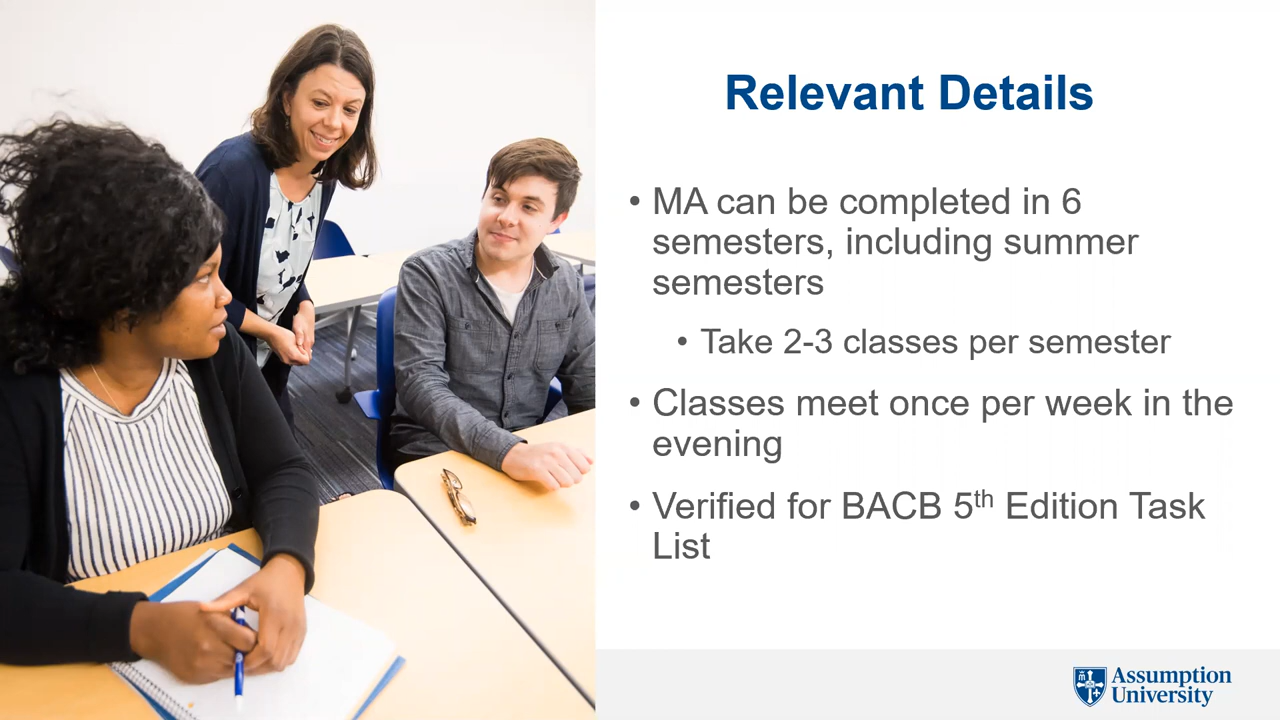 Relevant Details
• MA can be completed in 6
semesters, including summer
semesters
• Take 2-3 classes per semester
• Classes meet once per week in the
evening
• Verified for BACB 5th Edition Task
List
Assumption
University